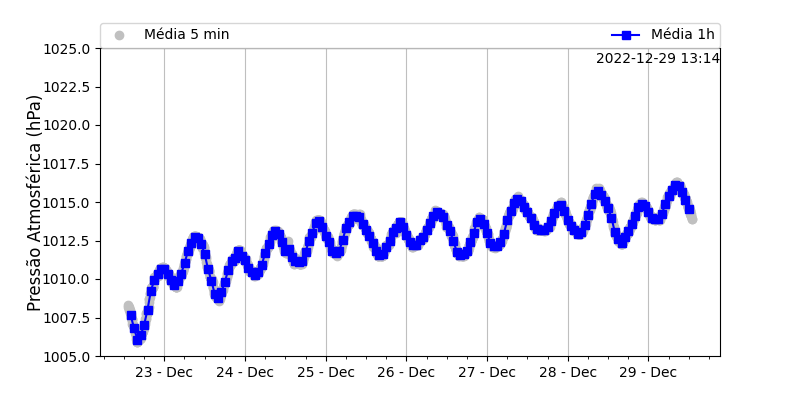 Média 5 min
Média 1h
2022-12-29 13:14
Pressão Atmosférica (hPa)
1025.0
1022.5
1020.0
1017.5
1015.0
1012.5
1010.0
1007.5
1005.0
23 - Dec
24 - Dec
25 - Dec
26 - Dec
27 - Dec
28 - Dec
29 - Dec